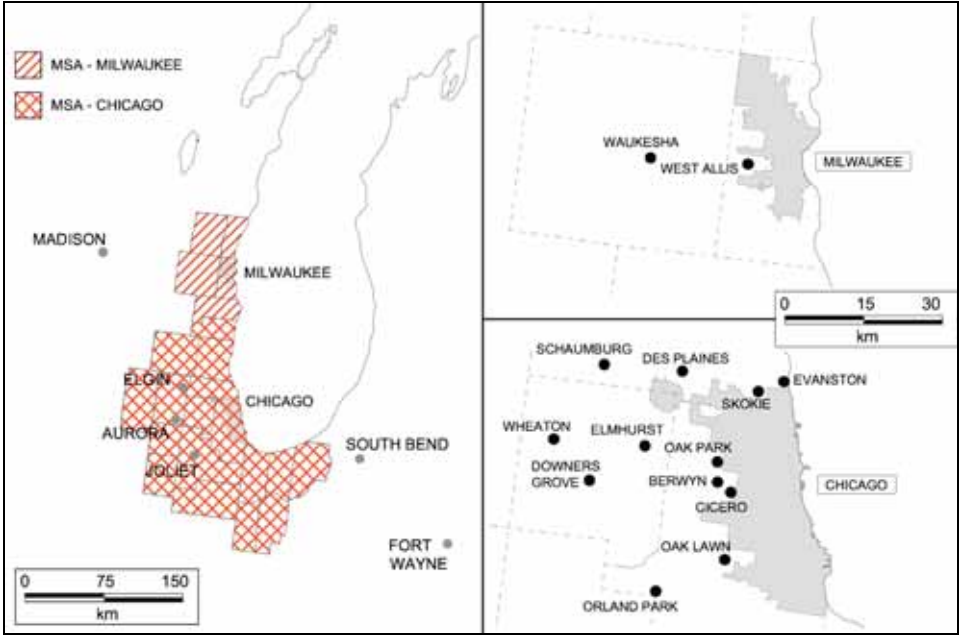 MSA - MILWAUKEE
MSA - CHICAGO
MADISON
MILWAUKEE
ELGIN
CHICAGO
AURORA
JOLIET
SOUTH BEND
FORT
WAYNE
0 75 150
km
WAUKESHA
WEST ALLIS
MILWAUKEE
0 15 30
km
SCHAUMBURG
DES PLAINES
EVANSTON
SKOKIE
WHEATON
ELMHURST
OAK PARK
DOWNERS
GROVE
BERWYN
CICERO
CHICAGO
OAK LAWN
ORLAND PARK